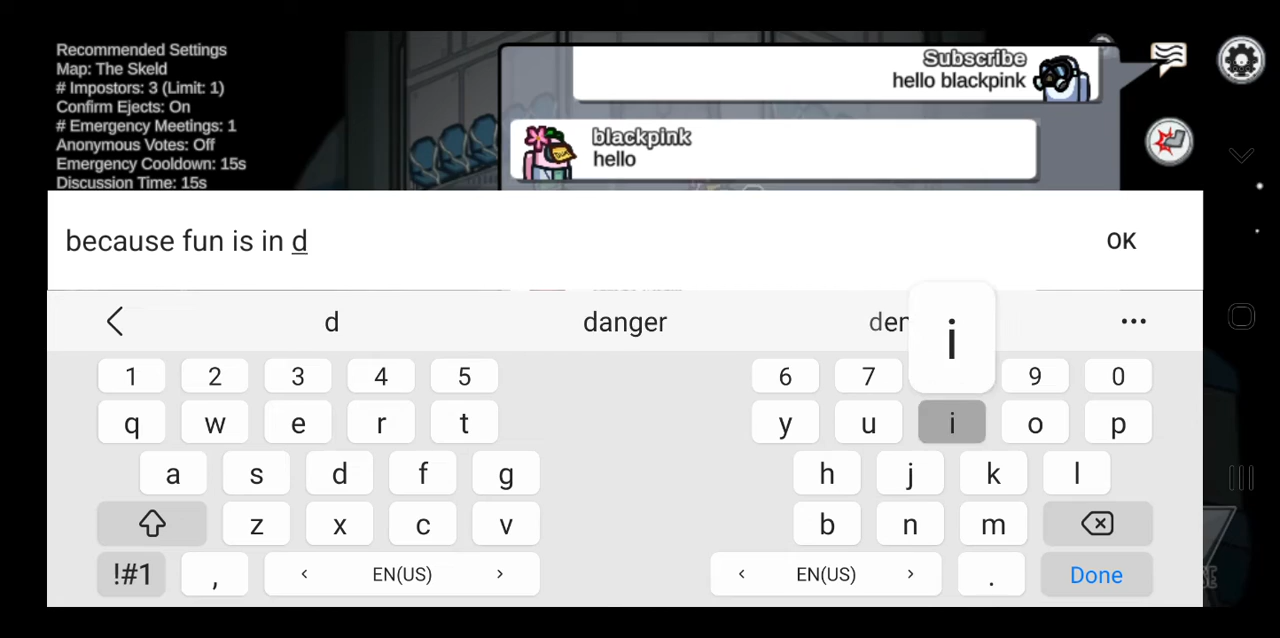 Recommended Settings
Map: The Skeld
# Impostors: 3 (Limit: 1)
Confirm Ejects: On
# Emergency Meetings: 1
Anonymous Votes: Off
Emergency Cooldown: 15s
Discussion Time: 15s
Subscribe
hello blackpink
blackpink
hello
because fun is in d
OK
d
danger
i
1 2 3 4 5 6 7 9 0
q w e r t y u i o p
a s d f g h j k l
z x c v b n m
!#1 , < EN(US) > < EN(US) > . Done